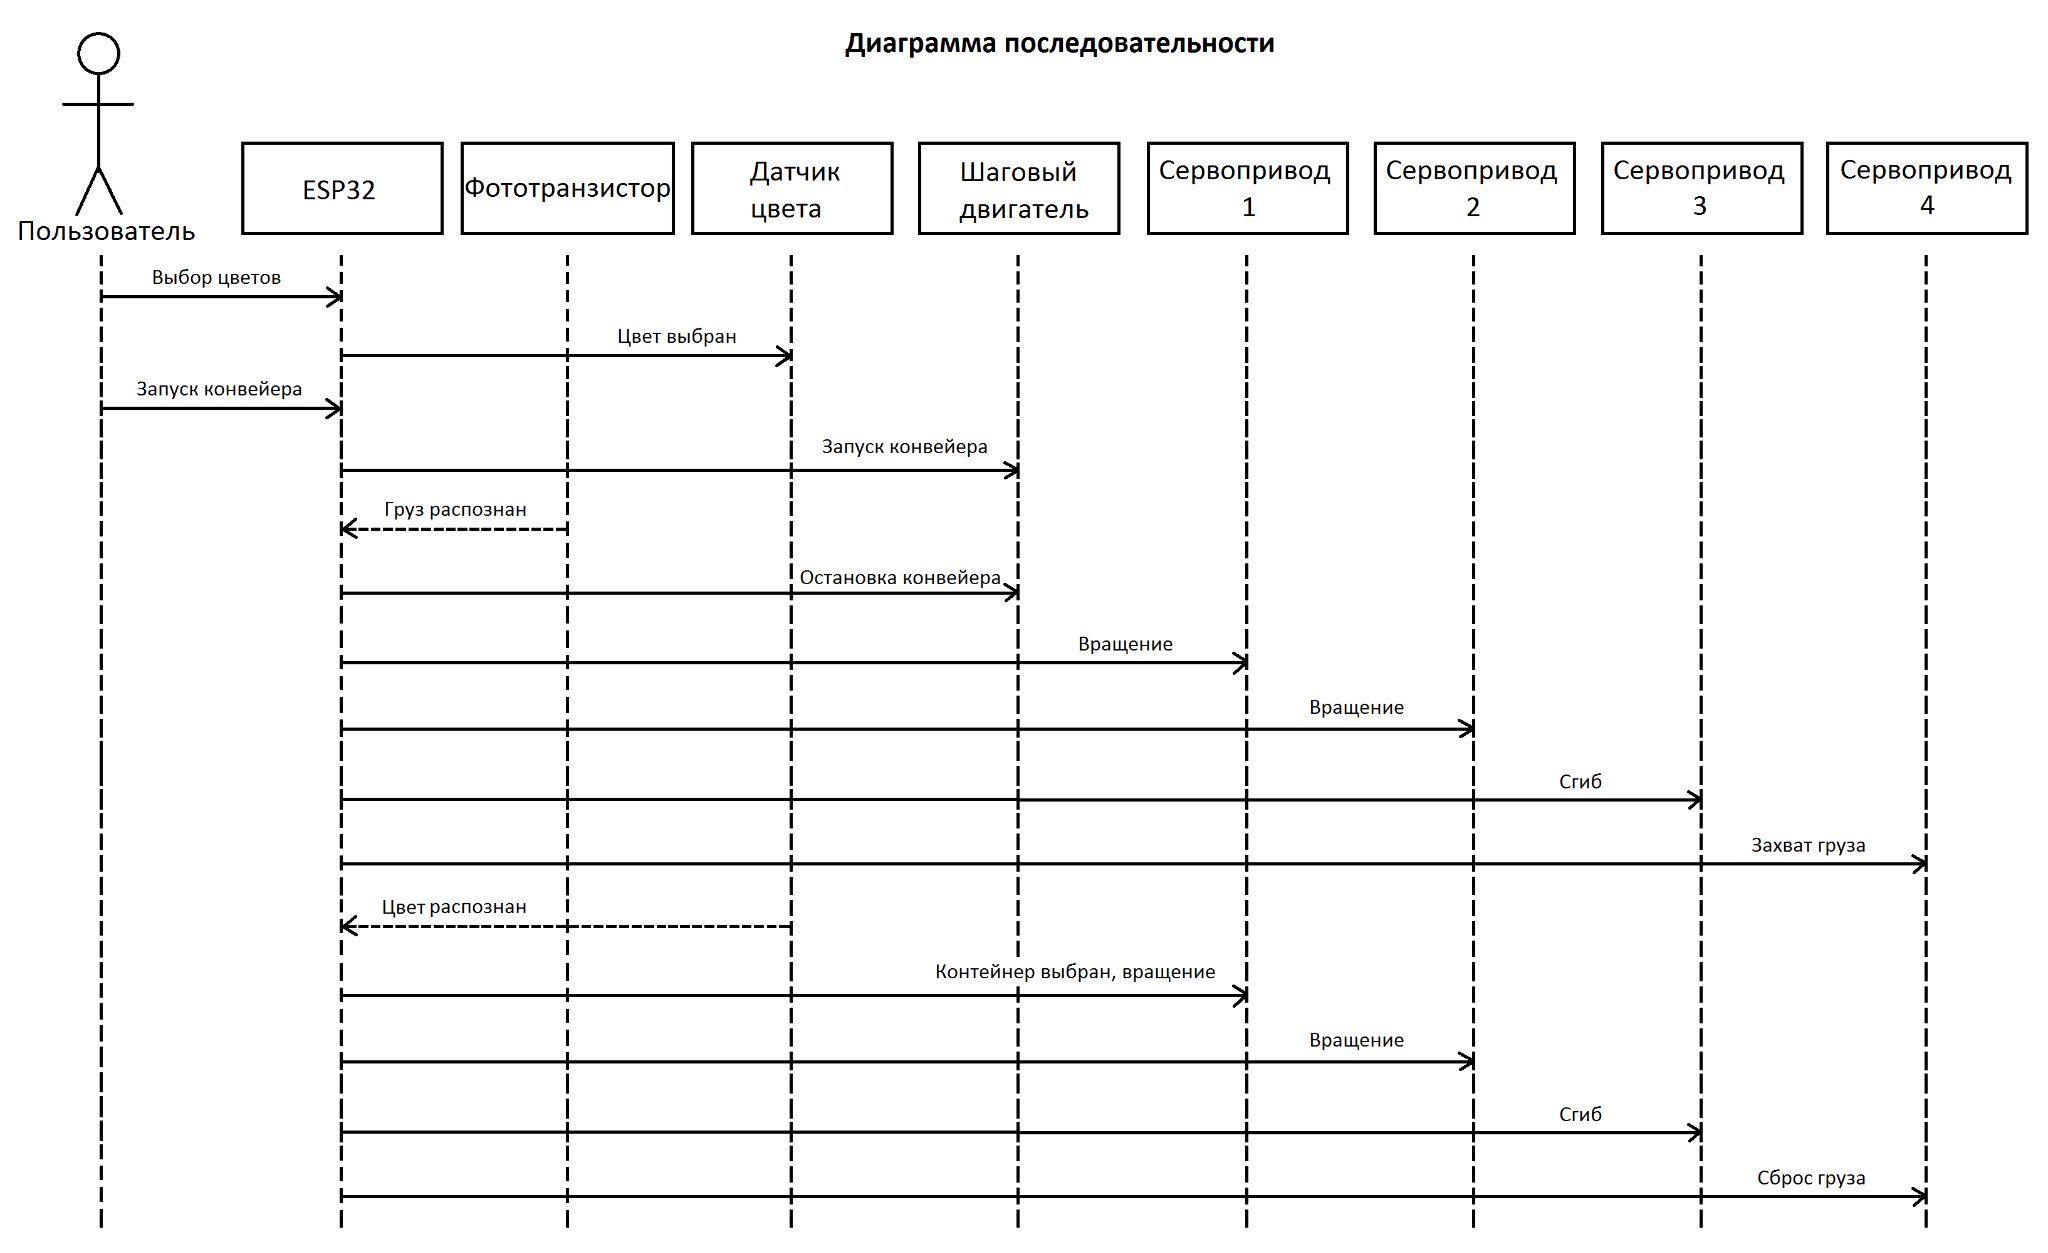 Диаграмма последовательности
Пользователь
ESP32
Фототранзистор
Датчик
цвета
Шаговый
двигатель
Сервопривод
1
Сервопривод
2
Сервопривод
3
Сервопривод
4
Выбор цветов
Цвет выбран
Запуск конвейера
Запуск конвейера
Груз распознан
Остановка конвейера
Вращение
Вращение
Сгиб
Захват груза
Цвет распознан
Контейнер выбран, вращение
Вращение
Сгиб
Сброс груза